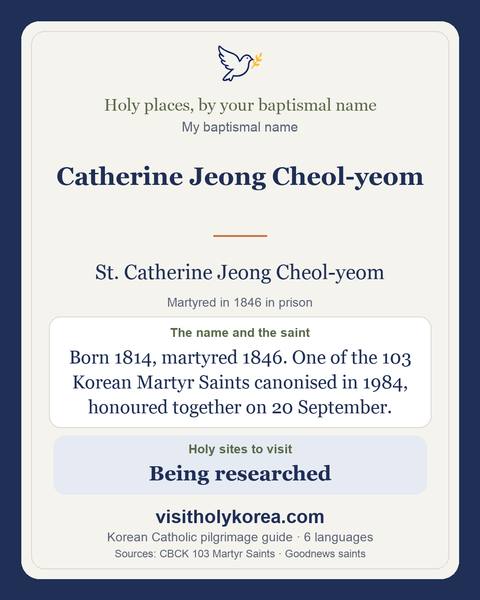 Holy places, by your baptismal name
My baptismal name
Catherine Jeong Cheol-yeom
St. Catherine Jeong Cheol-yeom
Martyred in 1846 in prison
The name and the saint
Born 1814, martyred 1846. One of the 103
Korean Martyr Saints canonised in 1984,
honoured together on 20 September.
Holy sites to visit
Being researched
visitholykorea.com
Korean Catholic pilgrimage guide · 6 languages
Sources: CBCK 103 Martyr Saints · Goodnews saints